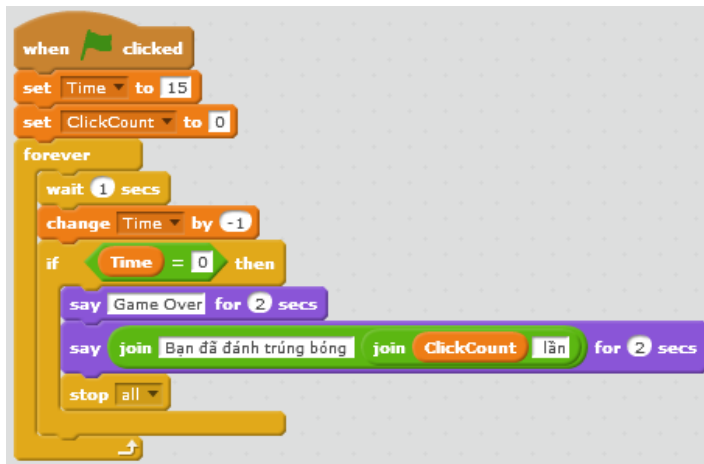 when clicked
set Time to 15
set ClickCount to 0
forever
wait 1 secs
change Time by -1
if Time = 0 then
say Game Over for 2 secs
say join Bạn đã đánh trúng bóng join ClickCount lần for 2 secs
stop all